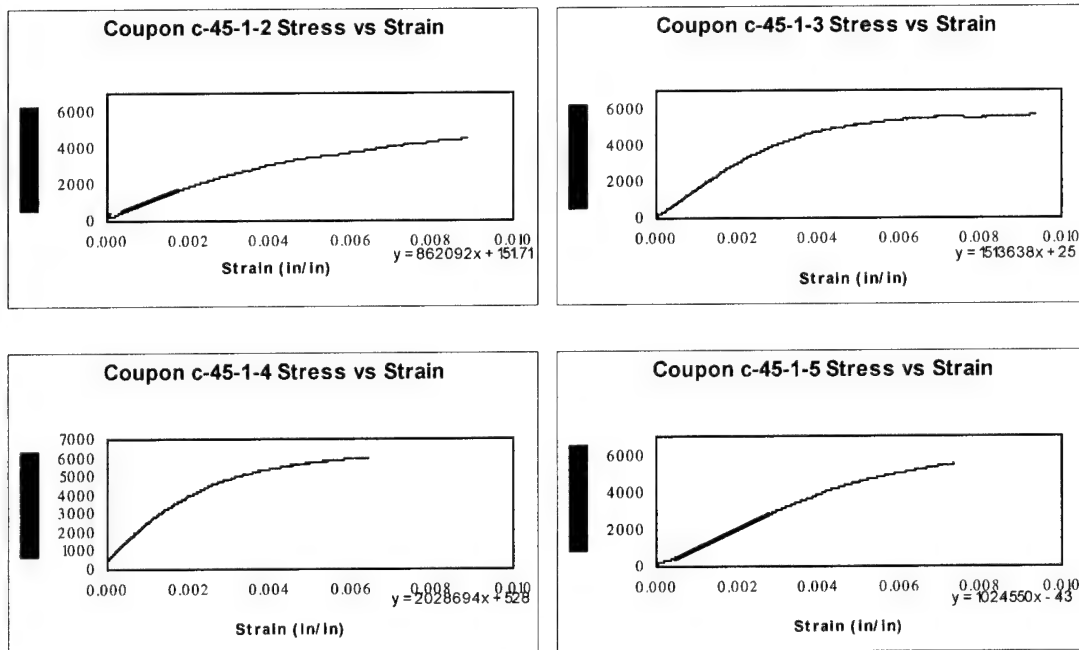 Coupon c-45-1-2 Stress vs Strain
6000
4000
2000
0
0.000 0.002 0.004 0.006 0.008 0.010
y = 862092x + 151.71
Strain (in/in)
Coupon c-45-1-3 Stress vs Strain
6000
4000
2000
0
0.000 0.002 0.004 0.006 0.008 0.010
y = 1513638x + 25
Strain (in/in)
Coupon c-45-1-4 Stress vs Strain
7000
6000
5000
4000
3000
2000
1000
0
0.000 0.002 0.004 0.006 0.008 0.010
y = 2028694x + 528
Strain (in/in)
Coupon c-45-1-5 Stress vs Strain
6000
4000
2000
0
0.000 0.002 0.004 0.006 0.008 0.010
y = 1024550x - 43
Strain (in/in)